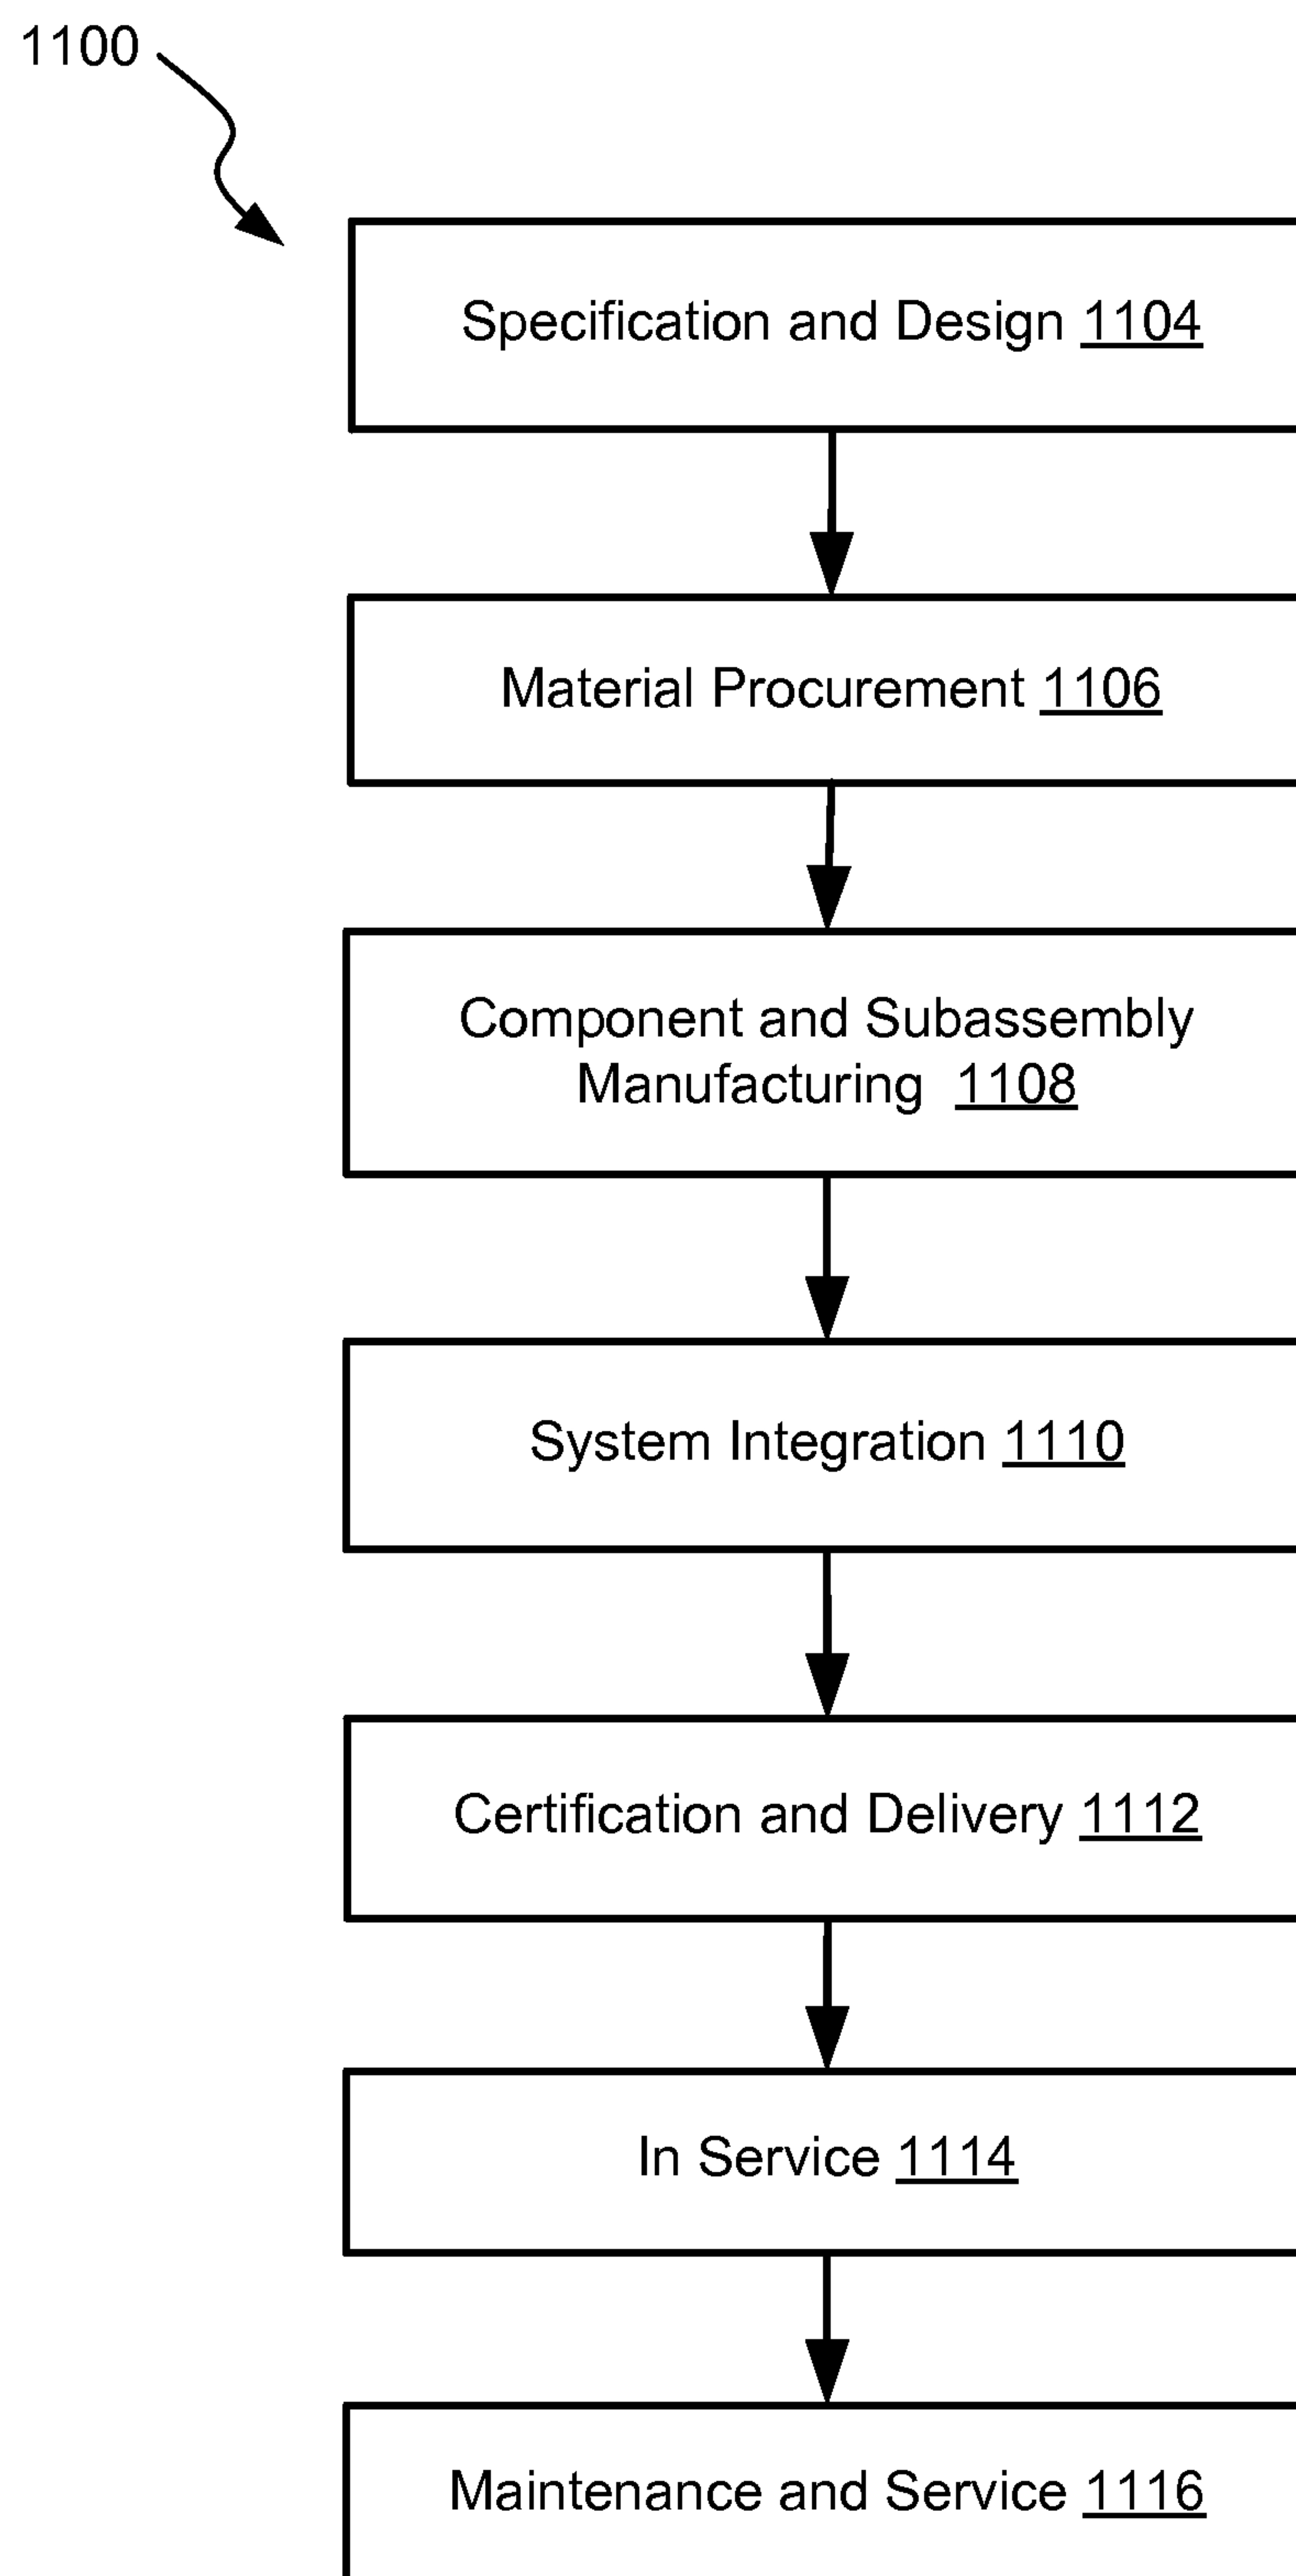 1100
Specification and Design 1104
Material Procurement 1106
Component and Subassembly
Manufacturing 1108
System Integration 1110
Certification and Delivery 1112
In Service 1114
Maintenance and Service 1116